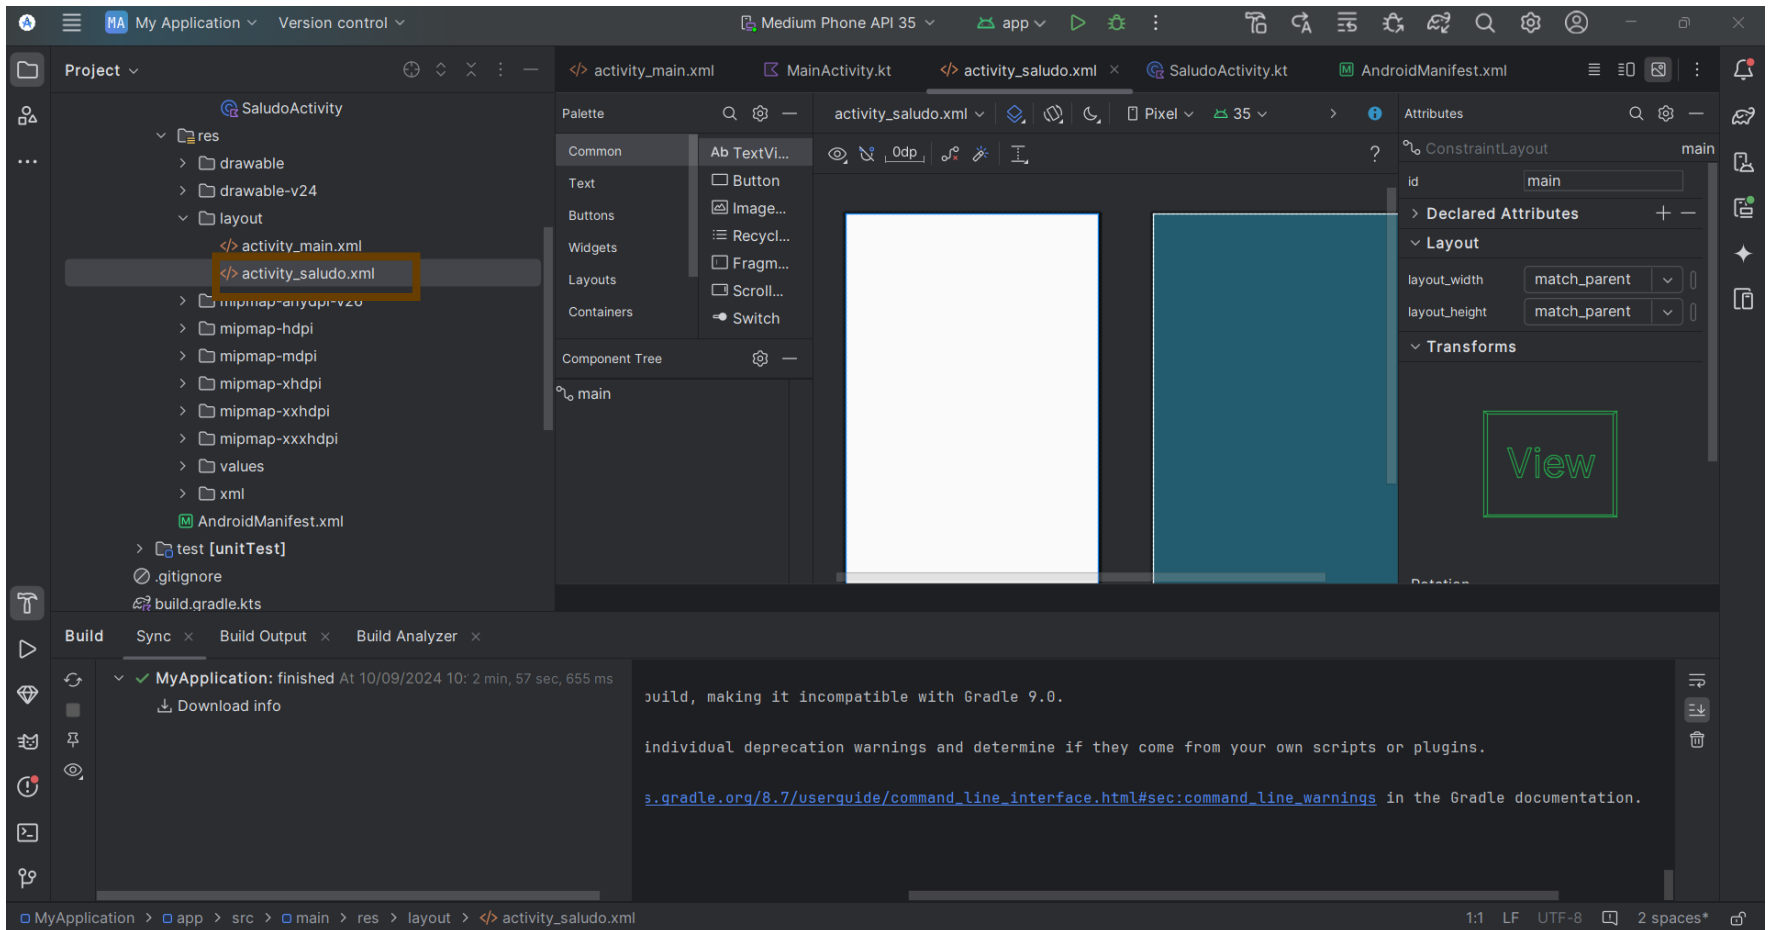 MA My Application Version control Medium Phone API 35 app
Project
activity_main.xml MainActivity.kt activity_saludo.xml SaludoActivity.kt AndroidManifest.xml
SaludoActivity
res
drawable
drawable-v24
layout
activity_main.xml
activity_saludo.xml
mipmap-anydpi-v26
mipmap-hdpi
mipmap-mdpi
mipmap-xhdpi
mipmap-xxhdpi
mipmap-xxxhdpi
values
xml
AndroidManifest.xml
test [unitTest]
.gitignore
build.gradle.kts
Palette
Common
Text
Buttons
Widgets
Layouts
Containers
Ab TextVi...
Button
Image...
Recycl...
Fragm...
Scroll...
Switch
Component Tree
main
activity_saludo.xml Pixel 35
0dp ?
Attributes
ConstraintLayout main
id main
Declared Attributes
Layout
layout_width match_parent
layout_height match_parent
Transforms
View
Rotation
Build Sync Build Output Build Analyzer
MyApplication: finished At 10/09/2024 10: 2 min, 57 sec, 655 ms
Download info
build, making it incompatible with Gradle 9.0.
individual deprecation warnings and determine if they come from your own scripts or plugins.
s.gradle.org/8.7/userguide/command_line_interface.html#sec:command_line_warnings in the Gradle documentation.
MyApplication > app > src > main > res > layout > activity_saludo.xml
1:1 LF UTF-8 2 spaces*